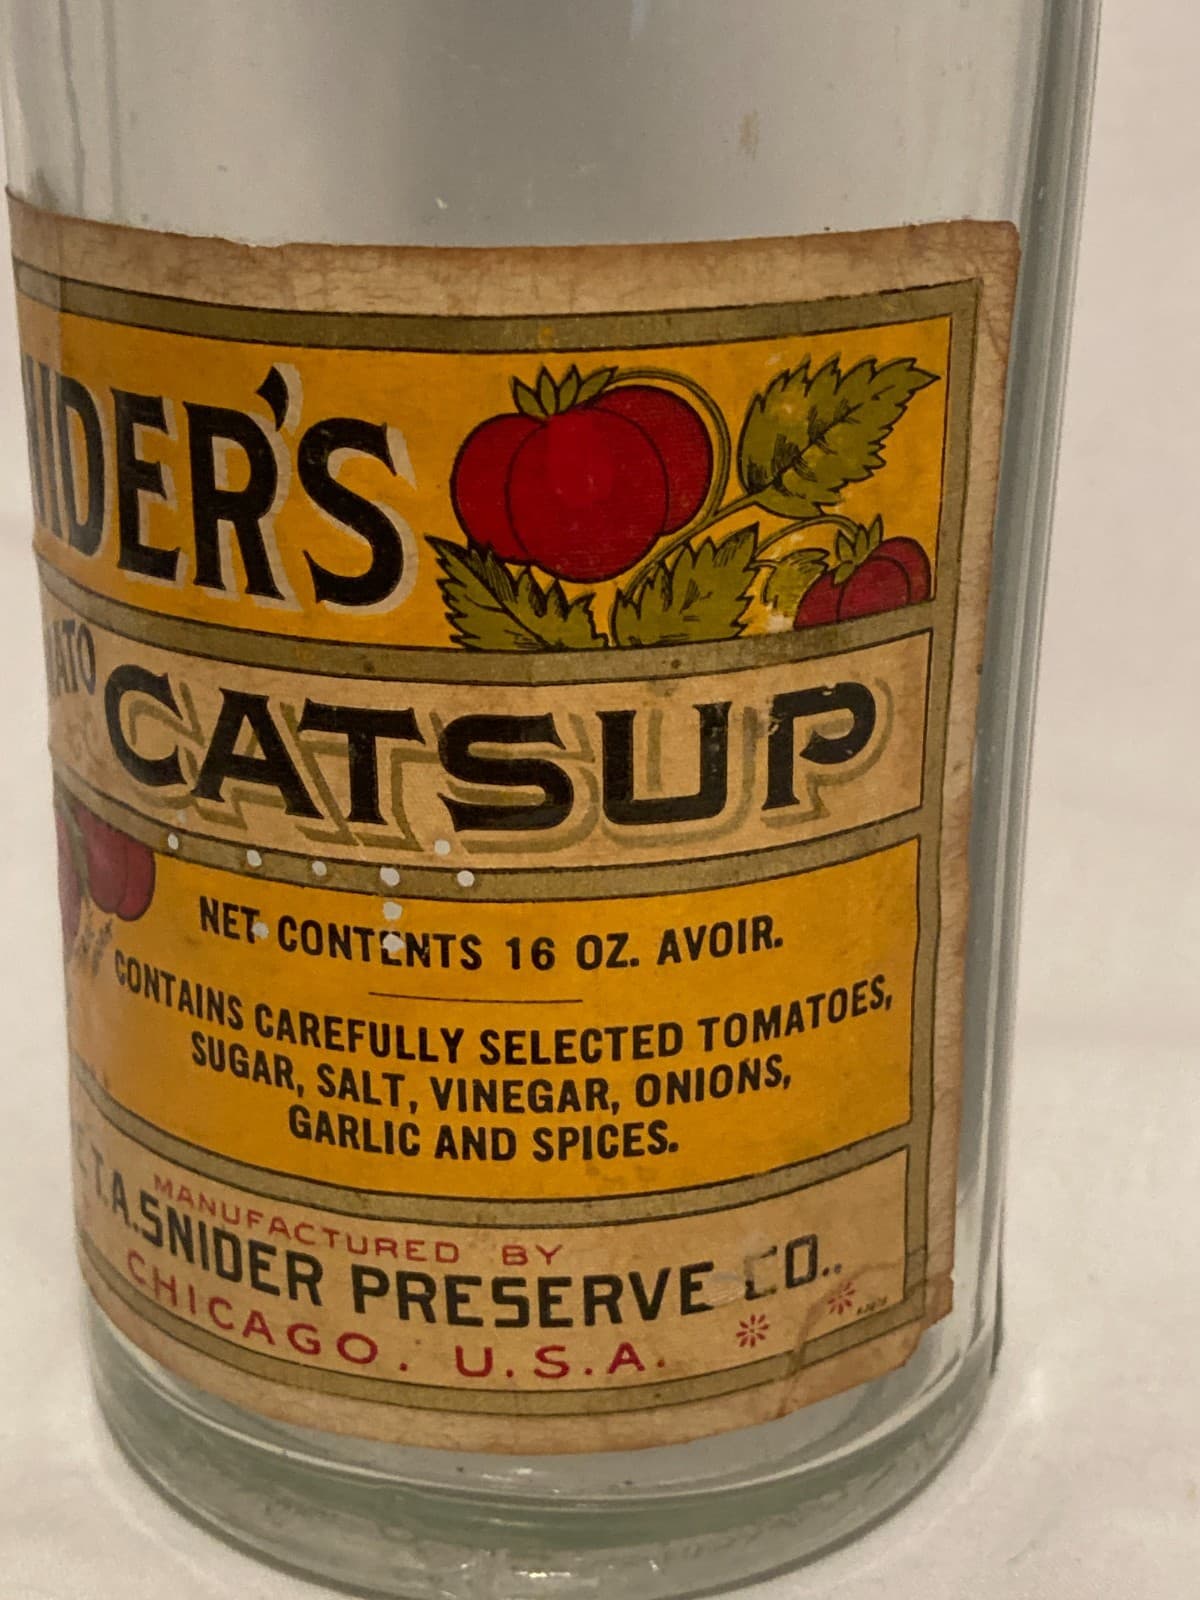 NIDER'S
ATO CATSUP
NET CONTENTS 16 OZ. AVOIR.
CONTAINS CAREFULLY SELECTED TOMATOES,
SUGAR, SALT, VINEGAR, ONIONS,
GARLIC AND SPICES.
MANUFACTURED BY
E T.A. SNIDER PRESERVE CO.,
CHICAGO. U.S.A.